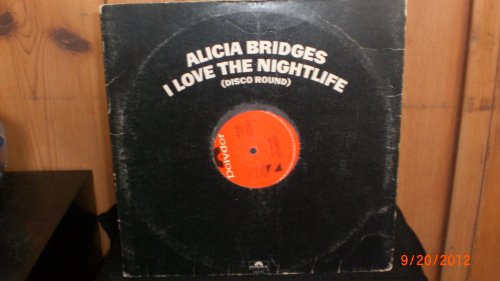 ALICIA BRIDGES
I LOVE THE NIGHTLIFE
(DISCO ROUND)
polydor
9/20/2012